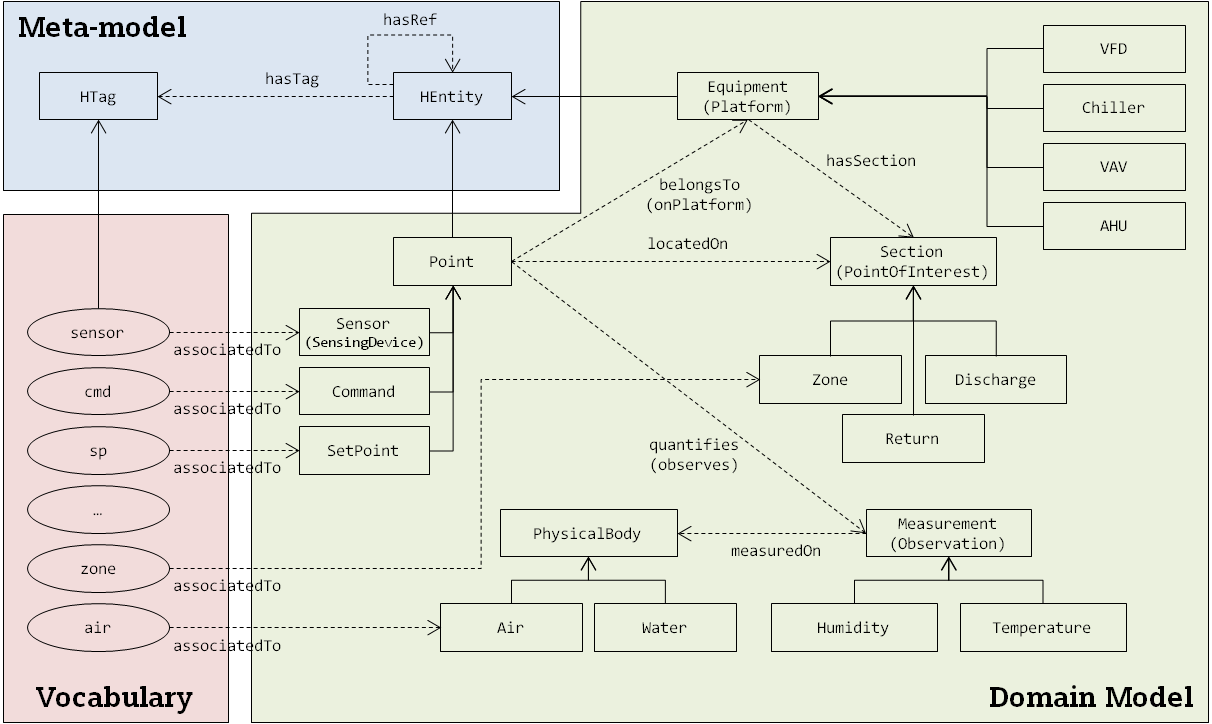 Meta-model
hasRef
HTag
hasTag
HEntity
Equipment
(Platform)
VFD
Chiller
VAV
AHU
hasSection
belongsTo
(onPlatform)
Point
locatedOn
Section
(PointOfInterest)
sensor
associatedTo
Sensor
(SensingDevice)
cmd
associatedTo
Command
sp
associatedTo
SetPoint
…
zone
associatedTo
air
associatedTo
Zone
Discharge
Return
quantifies
(observes)
PhysicalBody
measuredOn
Measurement
(Observation)
Air
Water
Humidity
Temperature
Vocabulary
Domain Model